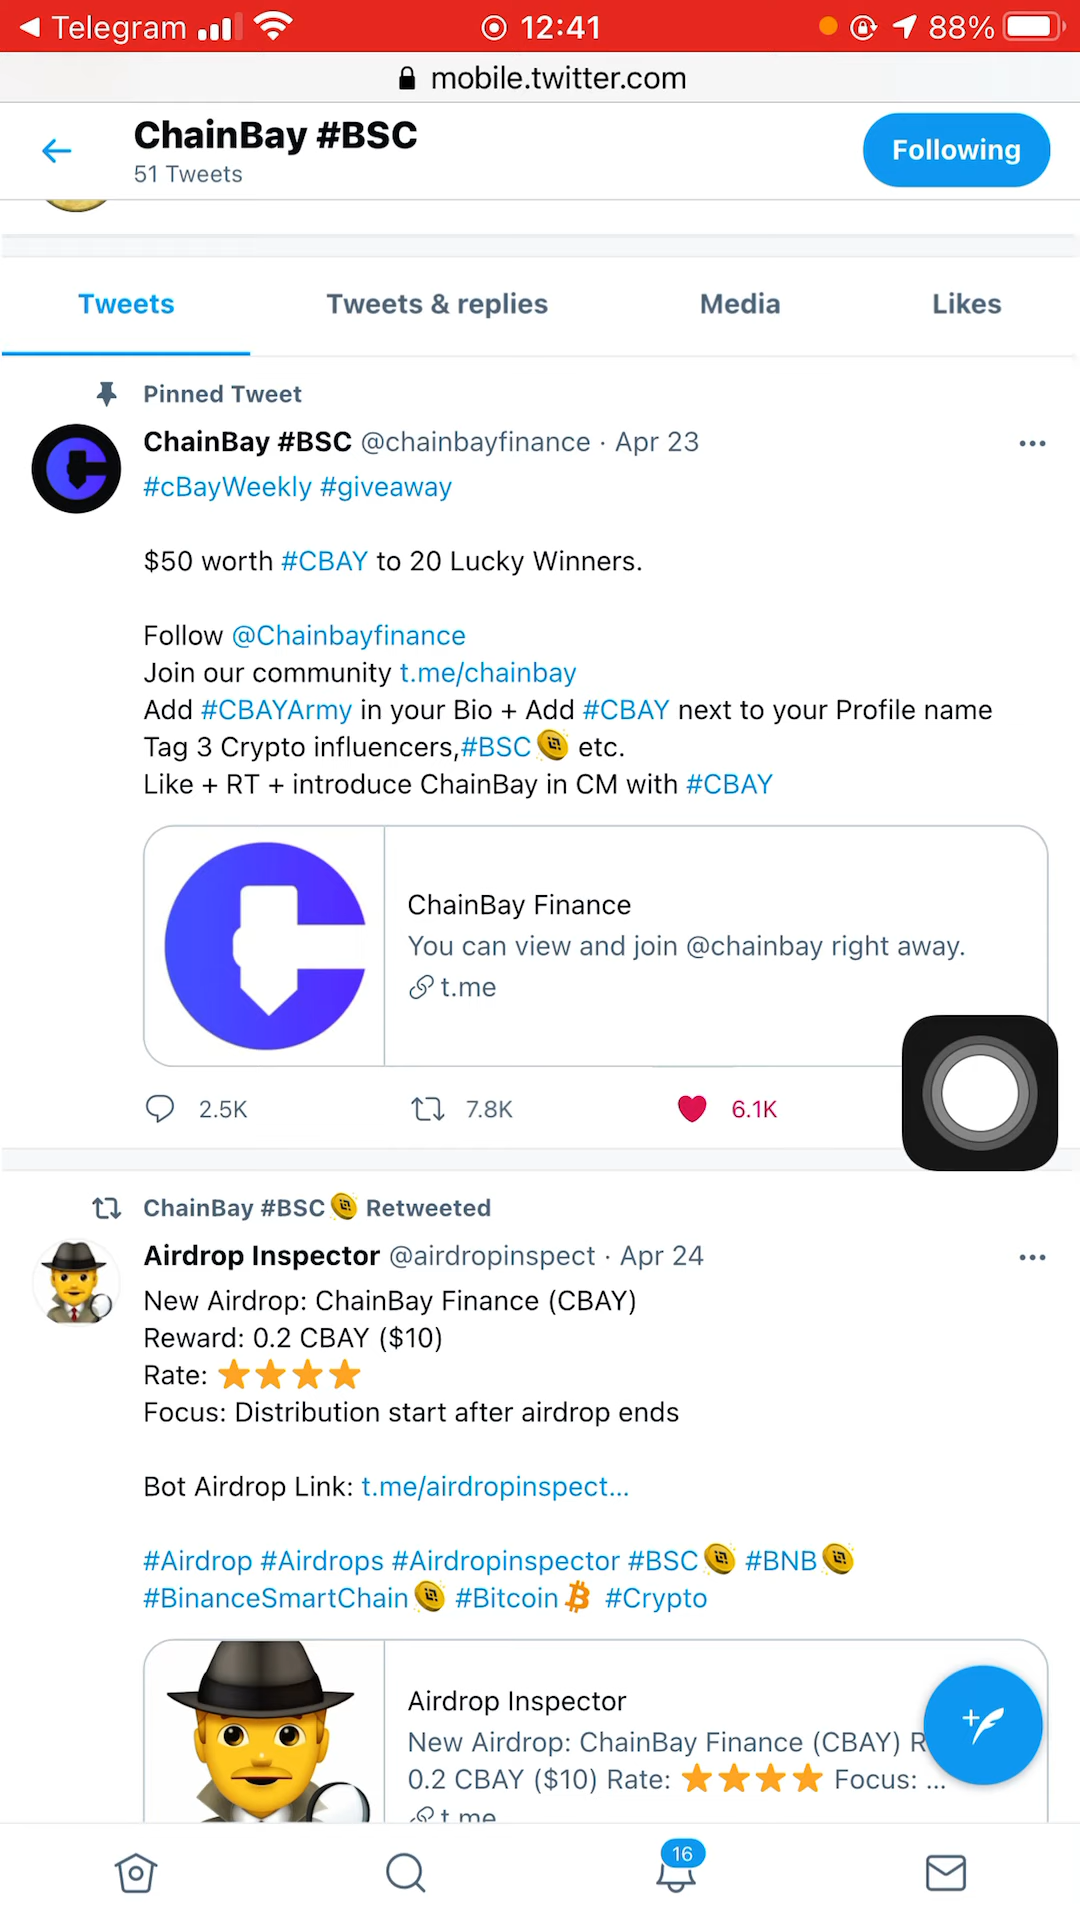 Telegram 12:41 88%
mobile.twitter.com
ChainBay #BSC
51 Tweets
Following
Tweets Tweets & replies Media Likes
Pinned Tweet
ChainBay #BSC @chainbayfinance · Apr 23
#cBayWeekly #giveaway
$50 worth #CBAY to 20 Lucky Winners.
Follow @Chainbayfinance
Join our community t.me/chainbay
Add #CBAYArmy in your Bio + Add #CBAY next to your Profile name
Tag 3 Crypto influencers,#BSC etc.
Like + RT + introduce ChainBay in CM with #CBAY
ChainBay Finance
You can view and join @chainbay right away.
t.me
2.5K 7.8K 6.1K
ChainBay #BSC Retweeted
Airdrop Inspector @airdropinspect · Apr 24
New Airdrop: ChainBay Finance (CBAY)
Reward: 0.2 CBAY ($10)
Rate: ⭐⭐⭐⭐
Focus: Distribution start after airdrop ends
Bot Airdrop Link: t.me/airdropinspect...
#Airdrop #Airdrops #Airdropinspector #BSC #BNB
#BinanceSmartChain #Bitcoin #Crypto
Airdrop Inspector
New Airdrop: ChainBay Finance (CBAY) R
0.2 CBAY ($10) Rate: ⭐⭐⭐⭐ Focus: ...
t.me
16